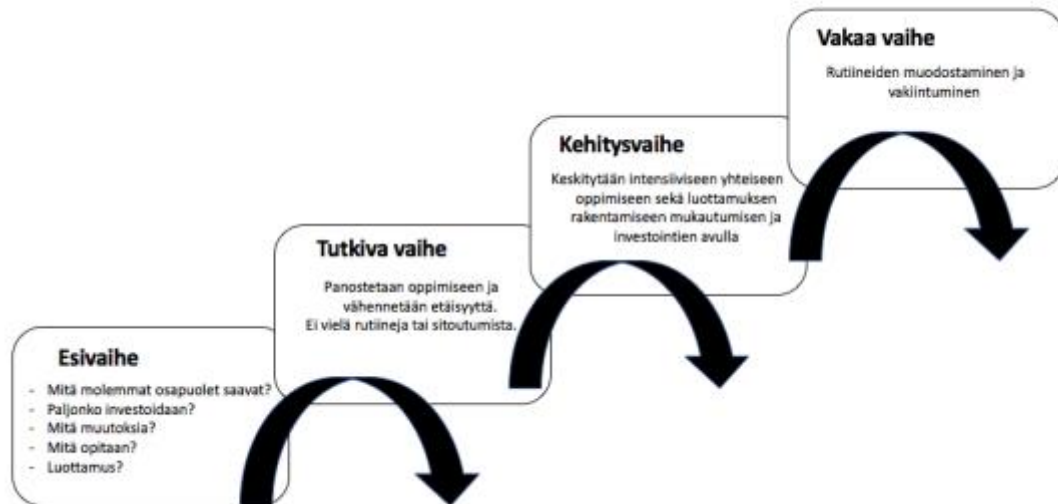 Vakaa vaihe
Rutiineiden muodostaminen ja
vakiintuminen
Kehitysvaihe
Keskitytään intensiiviseen yhteiseen
oppimiseen sekä luottamuksen
rakentamiseen mukautumisen ja
investointien avulla
Tutkiva vaihe
Panostetaan oppimiseen ja
vähennetään etäisyyttä.
Ei vielä rutiineja tai sitoutumista.
Esivaihe
- Mitä molemmat osapuolet saavat?
- Paljonko investoidaan?
- Mitä muutoksia?
- Mitä opitaan?
- Luottamus?